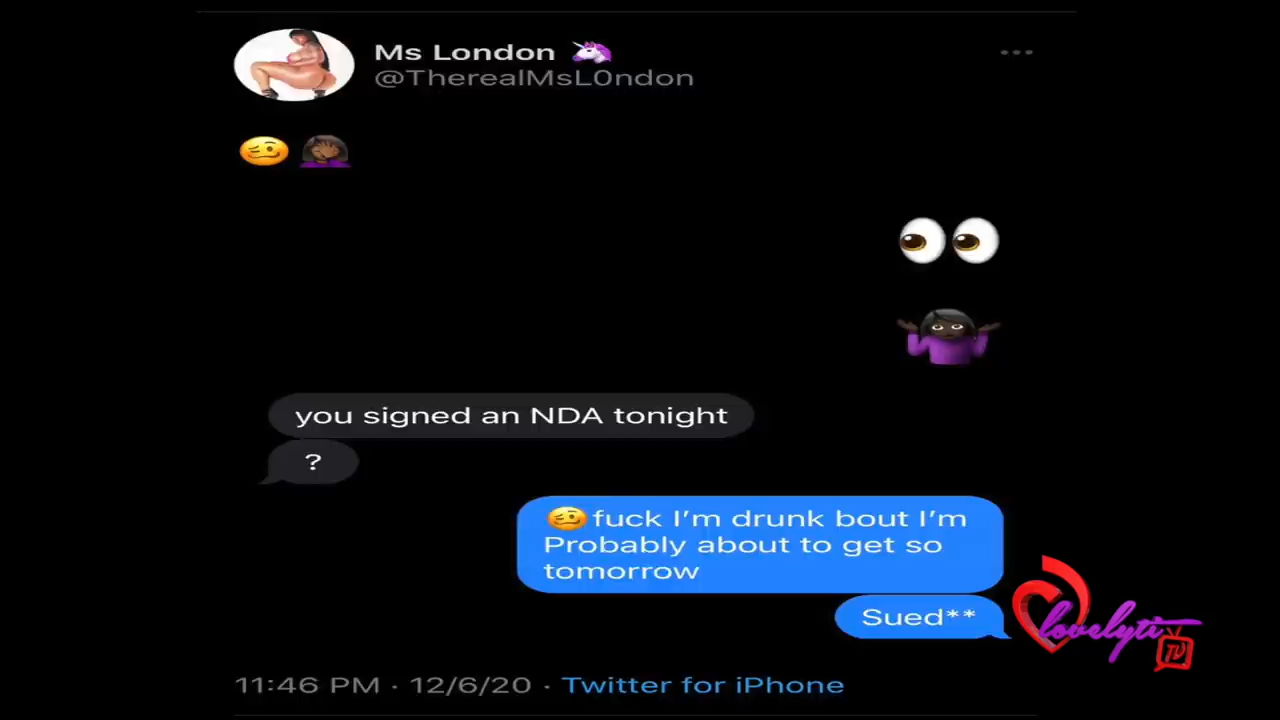 Ms London 🦄
@TherealMsL0ndon
🥴 🤦🏾‍♀️
👀
🤷🏿‍♀️
you signed an NDA tonight
?
🥴fuck I'm drunk bout I'm
Probably about to get so
tomorrow
Sued**
lovelyti
TV
11:46 PM · 12/6/20 · Twitter for iPhone